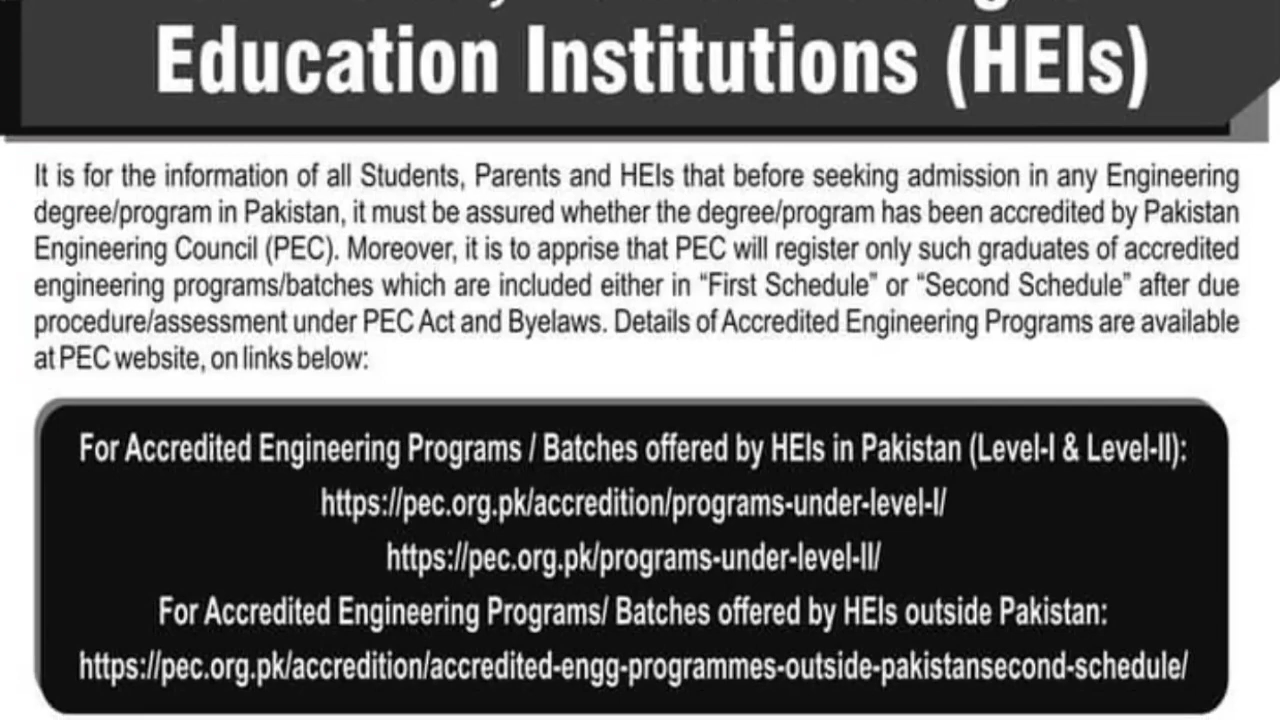 Education Institutions (HEIs)
It is for the information of all Students, Parents and HEIs that before seeking admission in any Engineering
degree/program in Pakistan, it must be assured whether the degree/program has been accredited by Pakistan
Engineering Council (PEC). Moreover, it is to apprise that PEC will register only such graduates of accredited
engineering programs/batches which are included either in “First Schedule” or “Second Schedule” after due
procedure/assessment under PEC Act and Byelaws. Details of Accredited Engineering Programs are available
at PEC website, on links below:
For Accredited Engineering Programs / Batches offered by HEIs in Pakistan (Level-I & Level-II):
https://pec.org.pk/accredition/programs-under-level-I/
https://pec.org.pk/programs-under-level-II/
For Accredited Engineering Programs/ Batches offered by HEIs outside Pakistan:
https://pec.org.pk/accredition/accredited-engg-programmes-outside-pakistansecond-schedule/